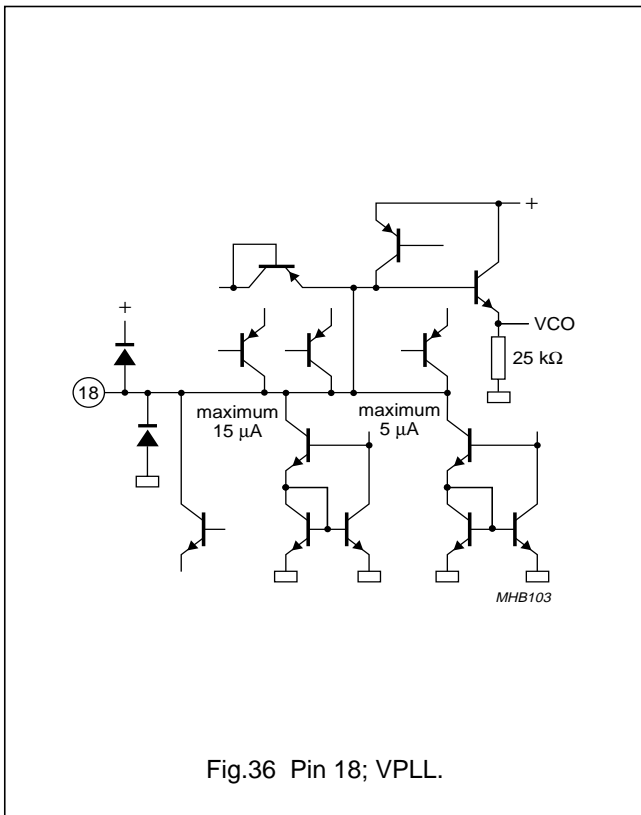 +
VCO
25 kΩ
+
18
maximum
15 µA
maximum
5 µA
MHB103
Fig.36 Pin 18; VPLL.